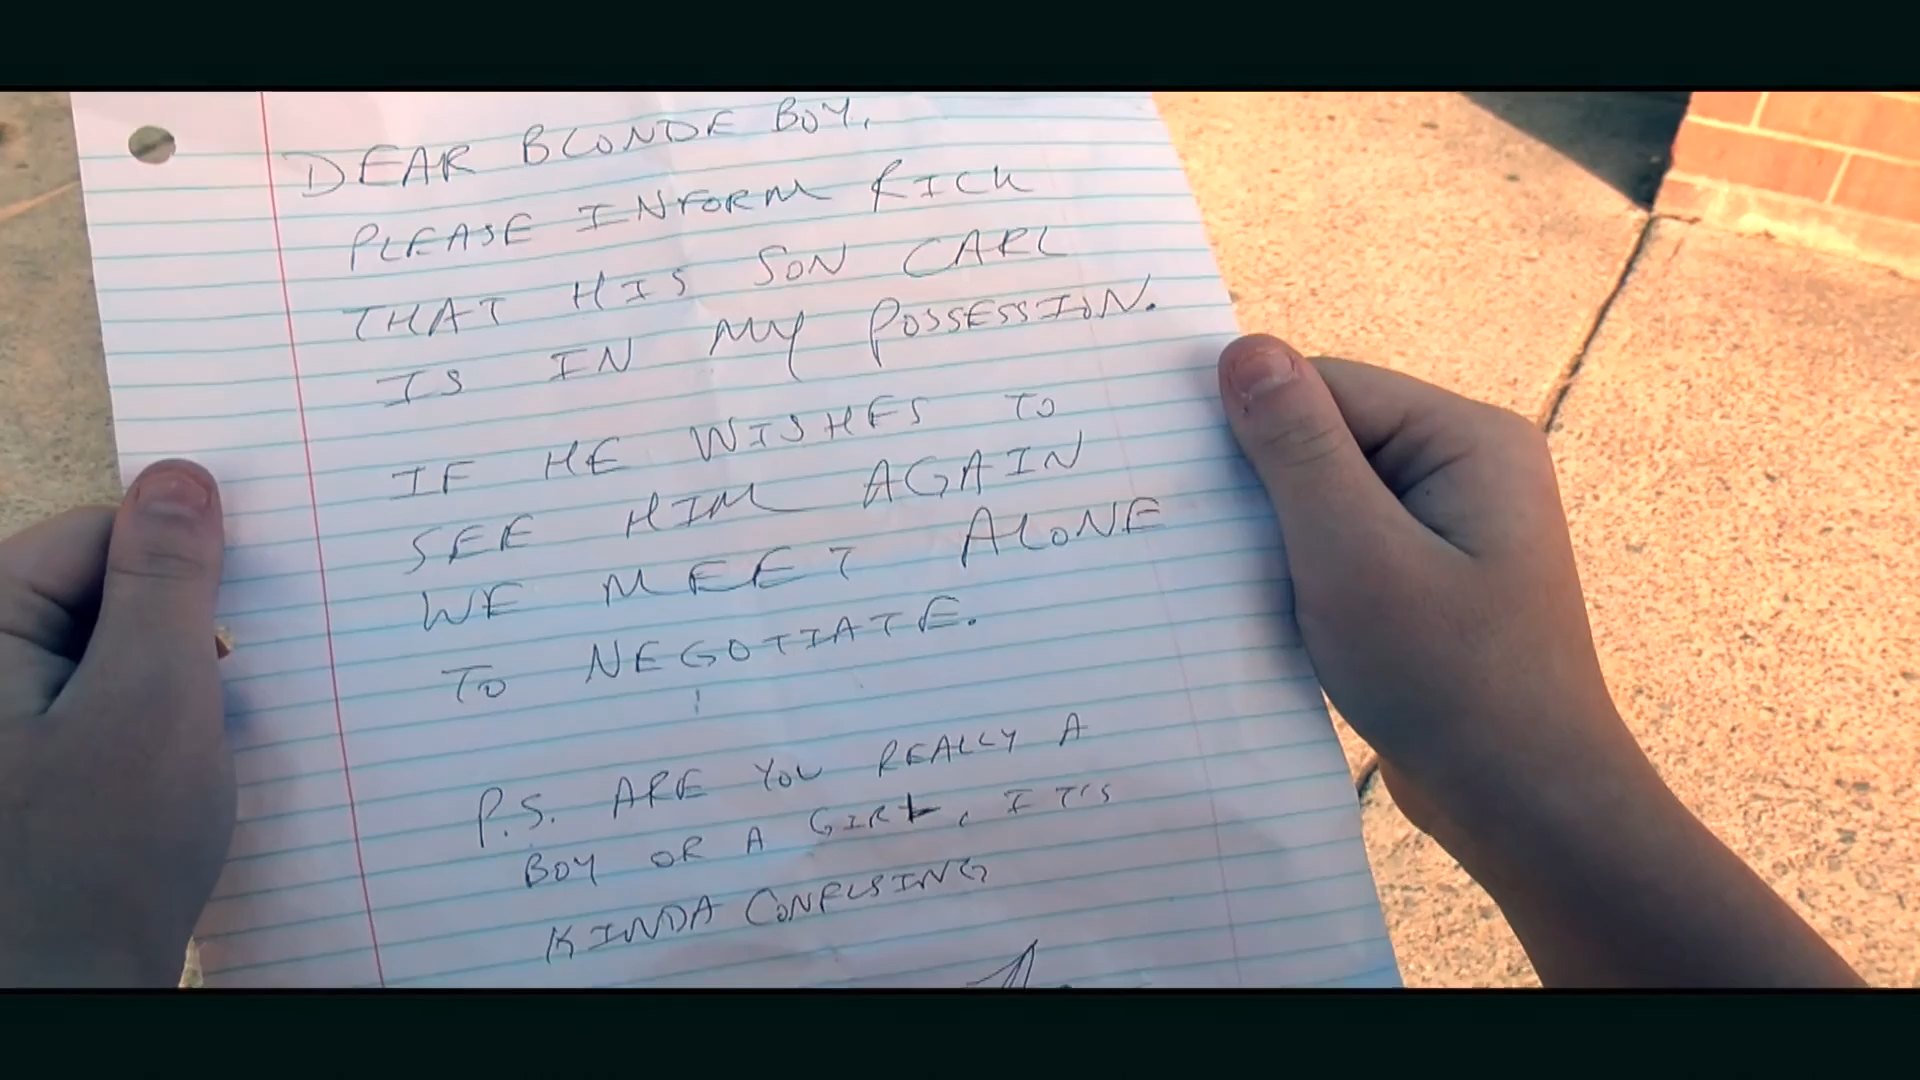 DEAR BLONDE BOY,
PLEASE INFORM RICK
THAT HIS SON CARL
IS IN MY POSSESSION.
IF HE WISHES TO
SEE HIM AGAIN
WE MEET ALONE
TO NEGOTIATE.
P.S. ARE YOU REALLY A
BOY OR A GIRL, IT'S
KINDA CONFUSING